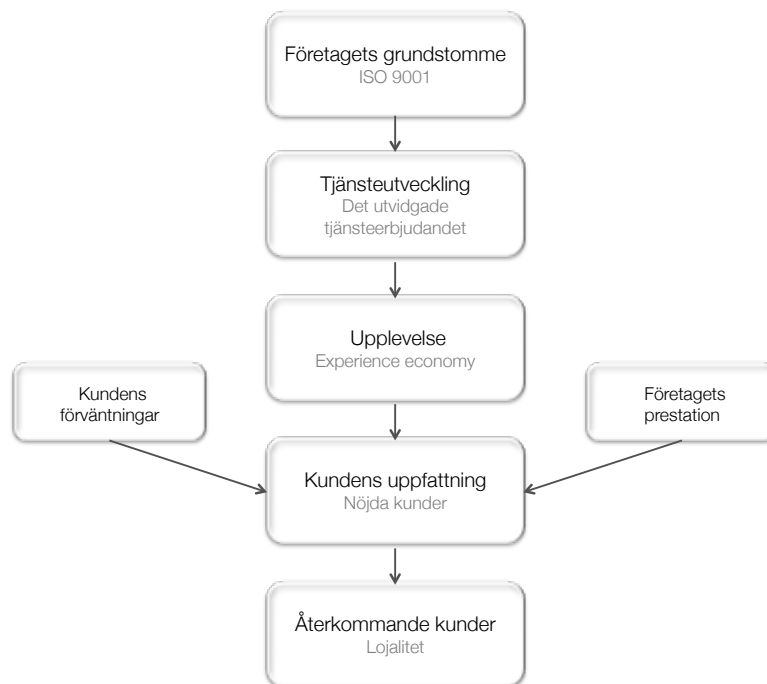 Företagets grundstomme
ISO 9001
Tjänsteutveckling
Det utvidgade
tjänsteerbjudandet
Upplevelse
Experience economy
Kundens
förväntningar
Företagets
prestation
Kundens uppfattning
Nöjda kunder
Återkommande kunder
Lojalitet